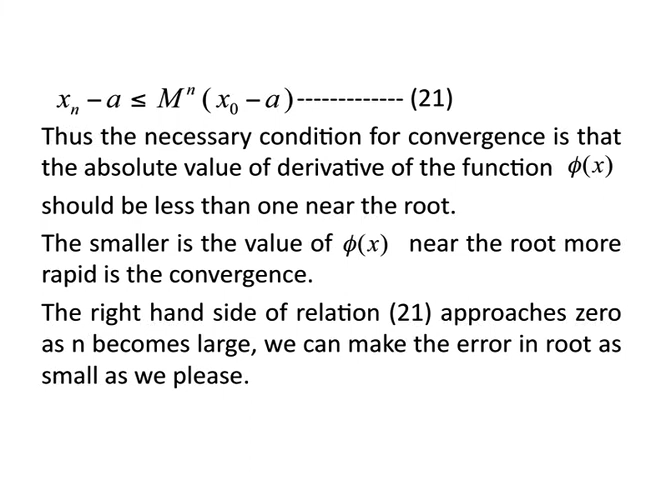 xₙ – a ≤ Mⁿ (x₀ – a)------------- (21)
Thus the necessary condition for convergence is that
the absolute value of derivative of the function ϕ(x)
should be less than one near the root.
The smaller is the value of ϕ(x) near the root more
rapid is the convergence.
The right hand side of relation (21) approaches zero
as n becomes large, we can make the error in root as
small as we please.